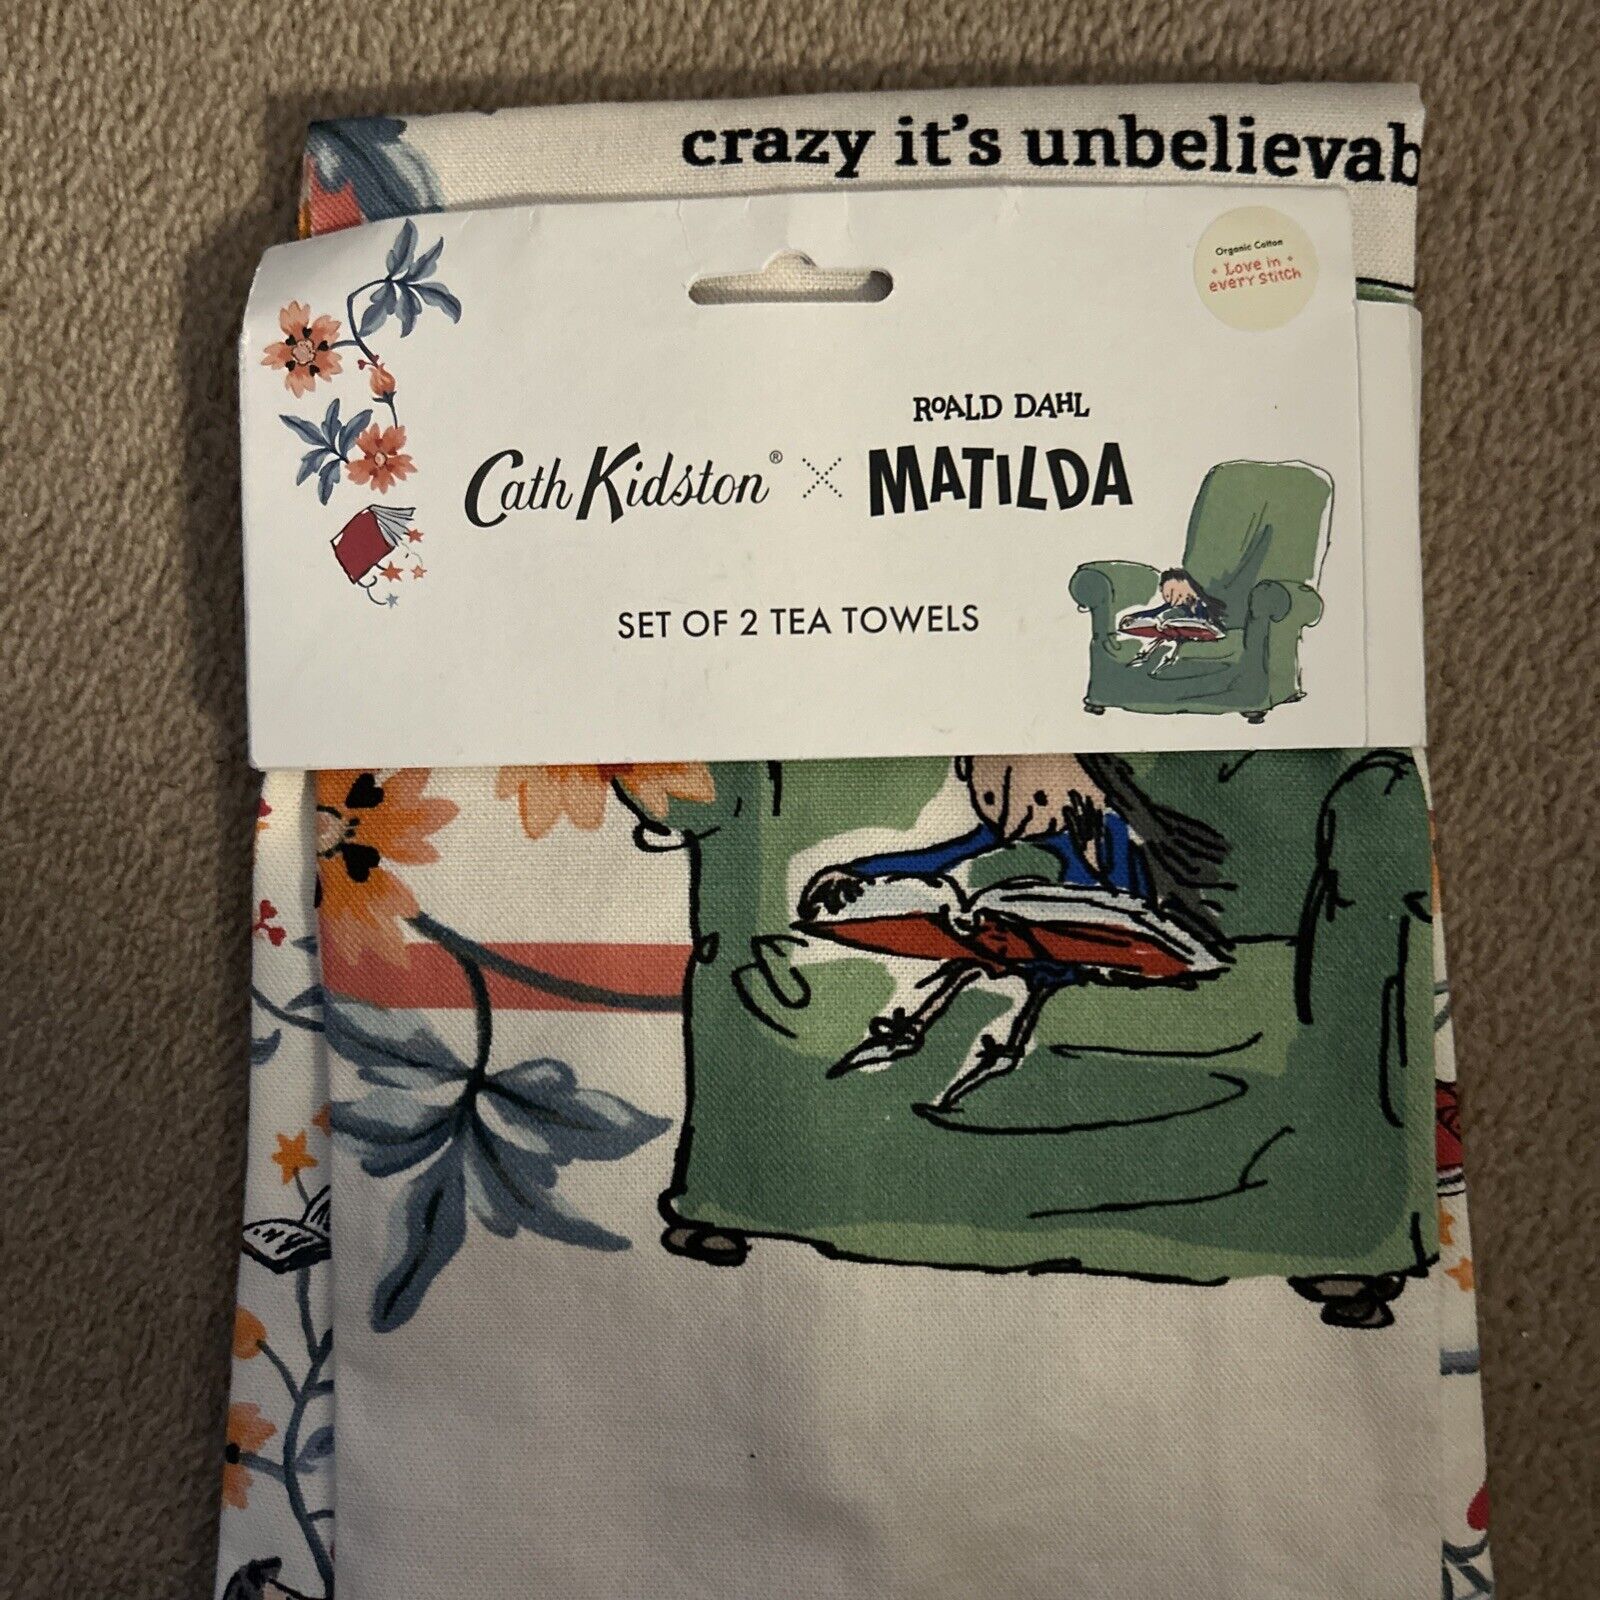 crazy it's unbelievab
Organic Cotton
Love in
every stitch
ROALD DAHL
Cath Kidston® × MATILDA
SET OF 2 TEA TOWELS